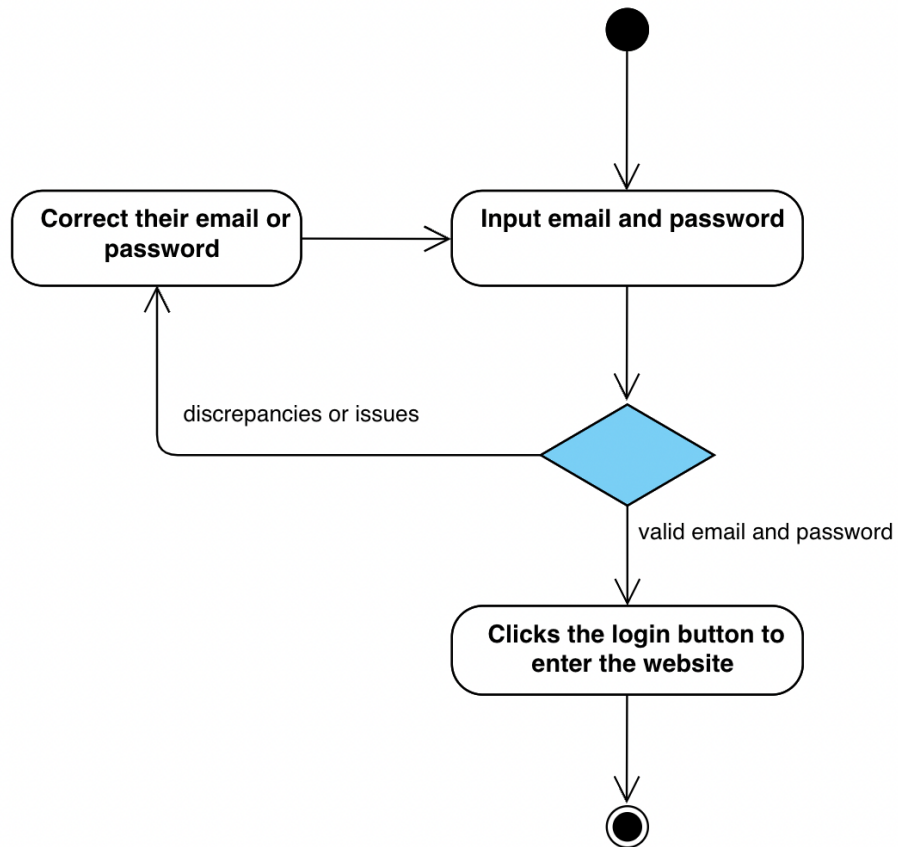 Correct their email or
password
Input email and password
discrepancies or issues
valid email and password
Clicks the login button to
enter the website